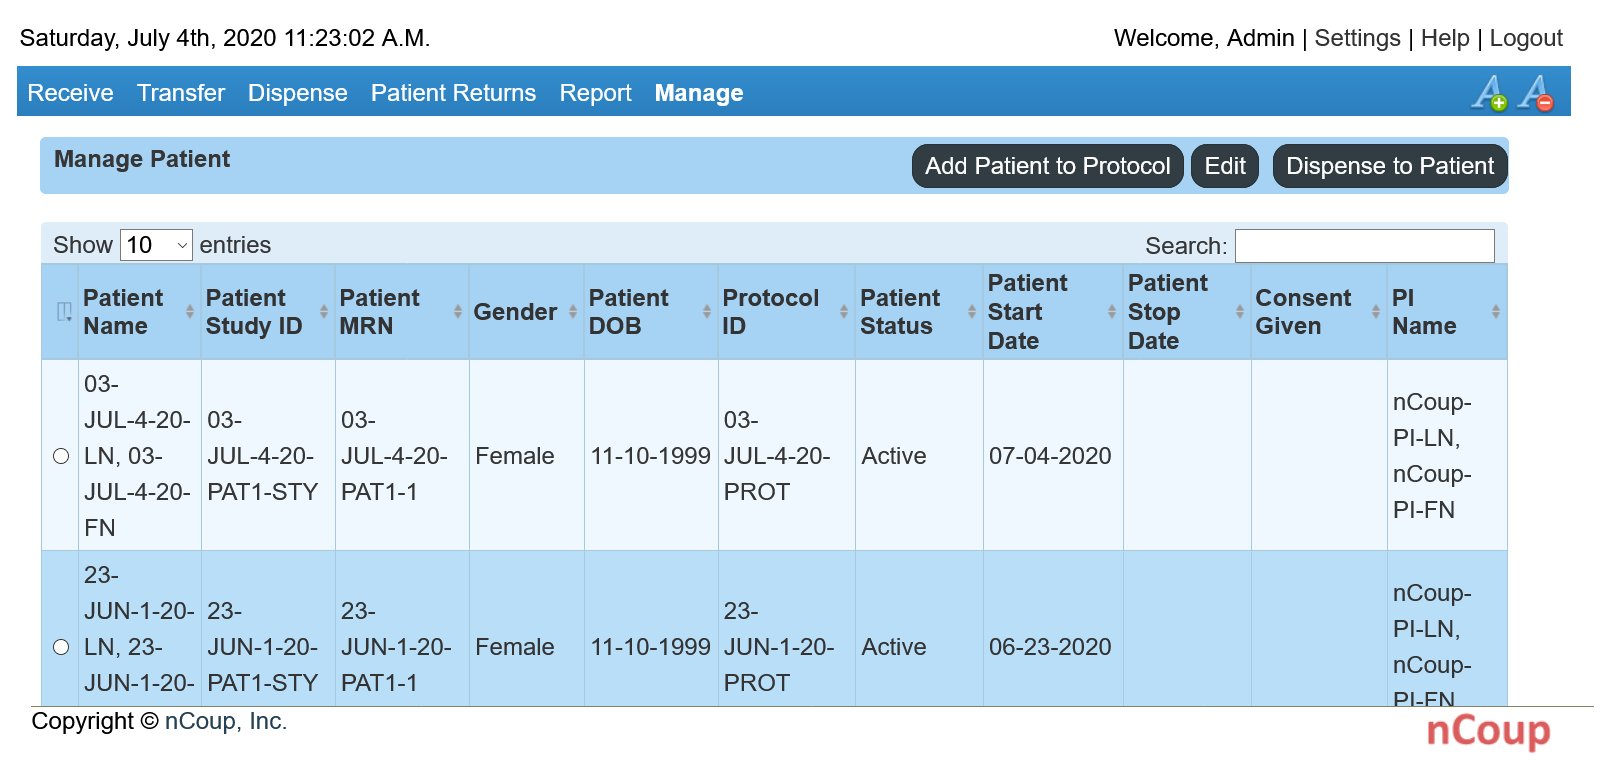 Saturday, July 4th, 2020 11:23:02 A.M.
Welcome, Admin | Settings | Help | Logout
Receive Transfer Dispense Patient Returns Report Manage
Manage Patient
Add Patient to Protocol Edit Dispense to Patient
Show 10 entries
Search:
Patient Name
Patient Study ID
Patient MRN
Gender
Patient DOB
Protocol ID
Patient Status
Patient Start Date
Patient Stop Date
Consent Given
PI Name
03-
JUL-4-20-
LN, 03-
JUL-4-20-
FN
03-
JUL-4-20-
PAT1-STY
03-
JUL-4-20-
PAT1-1
Female
11-10-1999
03-
JUL-4-20-
PROT
Active
07-04-2020
nCoup-
PI-LN,
nCoup-
PI-FN
23-
JUN-1-20-
LN, 23-
JUN-1-20-
23-
JUN-1-20-
PAT1-STY
23-
JUN-1-20-
PAT1-1
Female
11-10-1999
23-
JUN-1-20-
PROT
Active
06-23-2020
nCoup-
PI-LN,
nCoup-
PI-FN
Copyright © nCoup, Inc.
nCoup